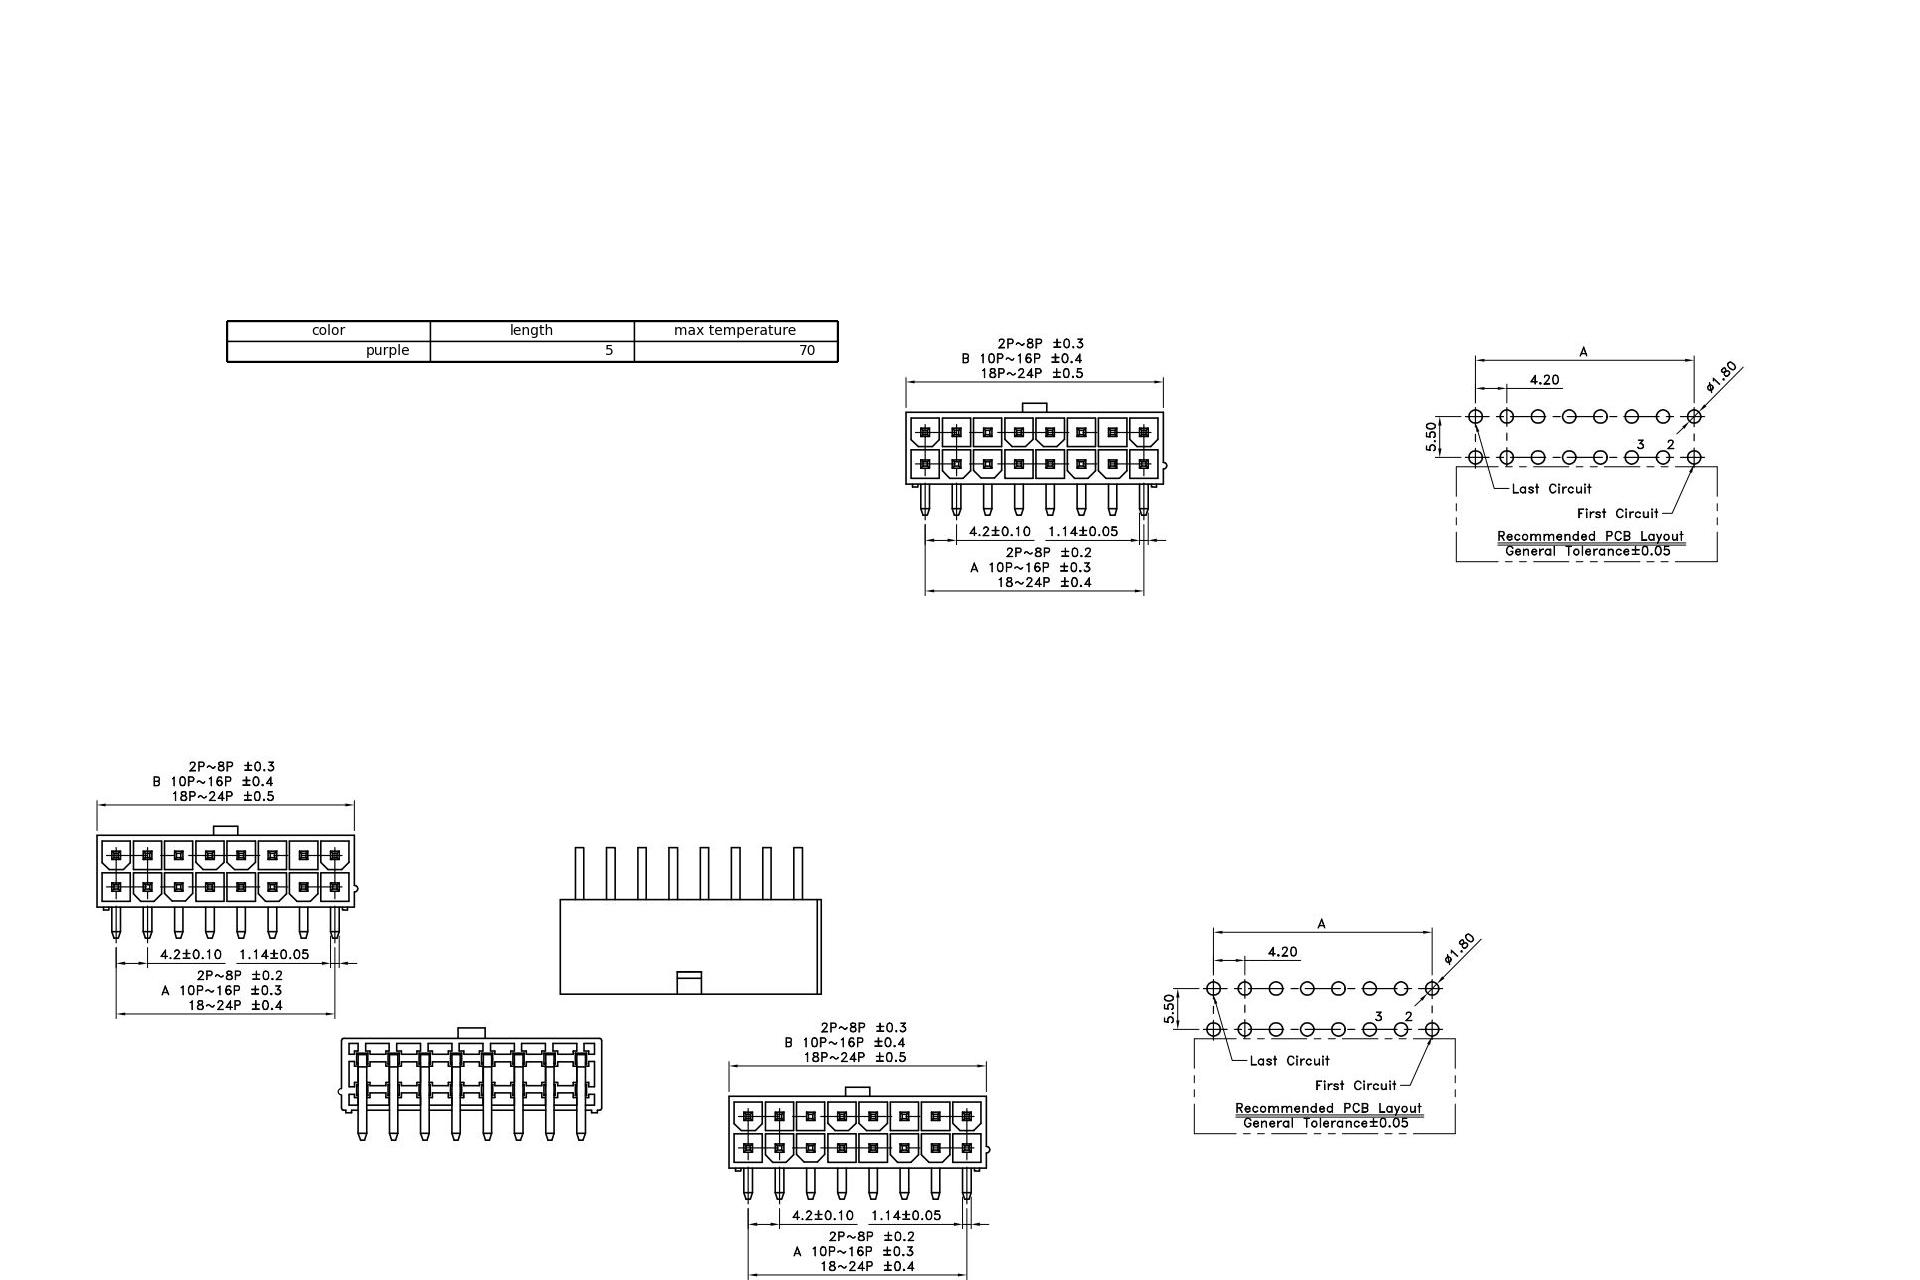 color length max temperature
purple 5 70
2P~8P ±0.3
B 10P~16P ±0.4
18P~24P ±0.5
4.2±0.10 1.14±0.05
2P~8P ±0.2
A 10P~16P ±0.3
18~24P ±0.4
A
4.20
ø1.80
5.50
3 2
Last Circuit
First Circuit
Recommended PCB Layout
General Tolerance±0.05
2P~8P ±0.3
B 10P~16P ±0.4
18P~24P ±0.5
4.2±0.10 1.14±0.05
2P~8P ±0.2
A 10P~16P ±0.3
18~24P ±0.4
A
4.20
ø1.80
5.50
3 2
Last Circuit
First Circuit
Recommended PCB Layout
General Tolerance±0.05
2P~8P ±0.3
B 10P~16P ±0.4
18P~24P ±0.5
4.2±0.10 1.14±0.05
2P~8P ±0.2
A 10P~16P ±0.3
18~24P ±0.4